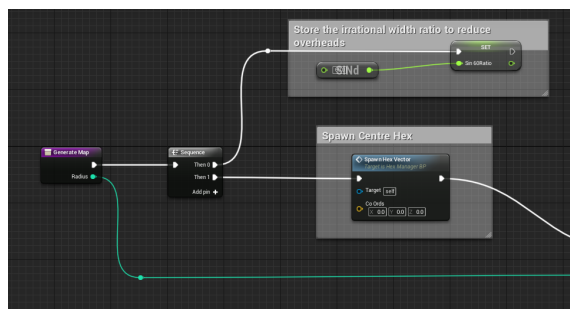 Store the irrational width ratio to reduce
overheads
SET
SINd
Sin 60Ratio
Spawn Centre Hex
Generate Map
Radius
Sequence
Then 0
Then 1
Add pin +
Spawn Hex Vector
Target is Hex Manager BP
Target self
Co Ords
X 0.0 Y 0.0 Z 0.0